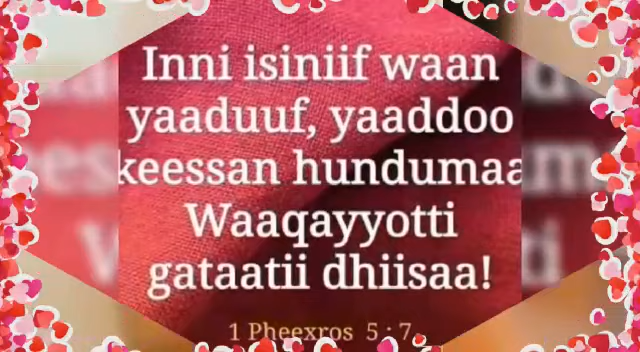 Inni isiniif waan
yaaduuf, yaaddoo
keessan hundumaa
Waaqayyotti
gataatii dhiisaa!
1 Pheexros 5 : 7